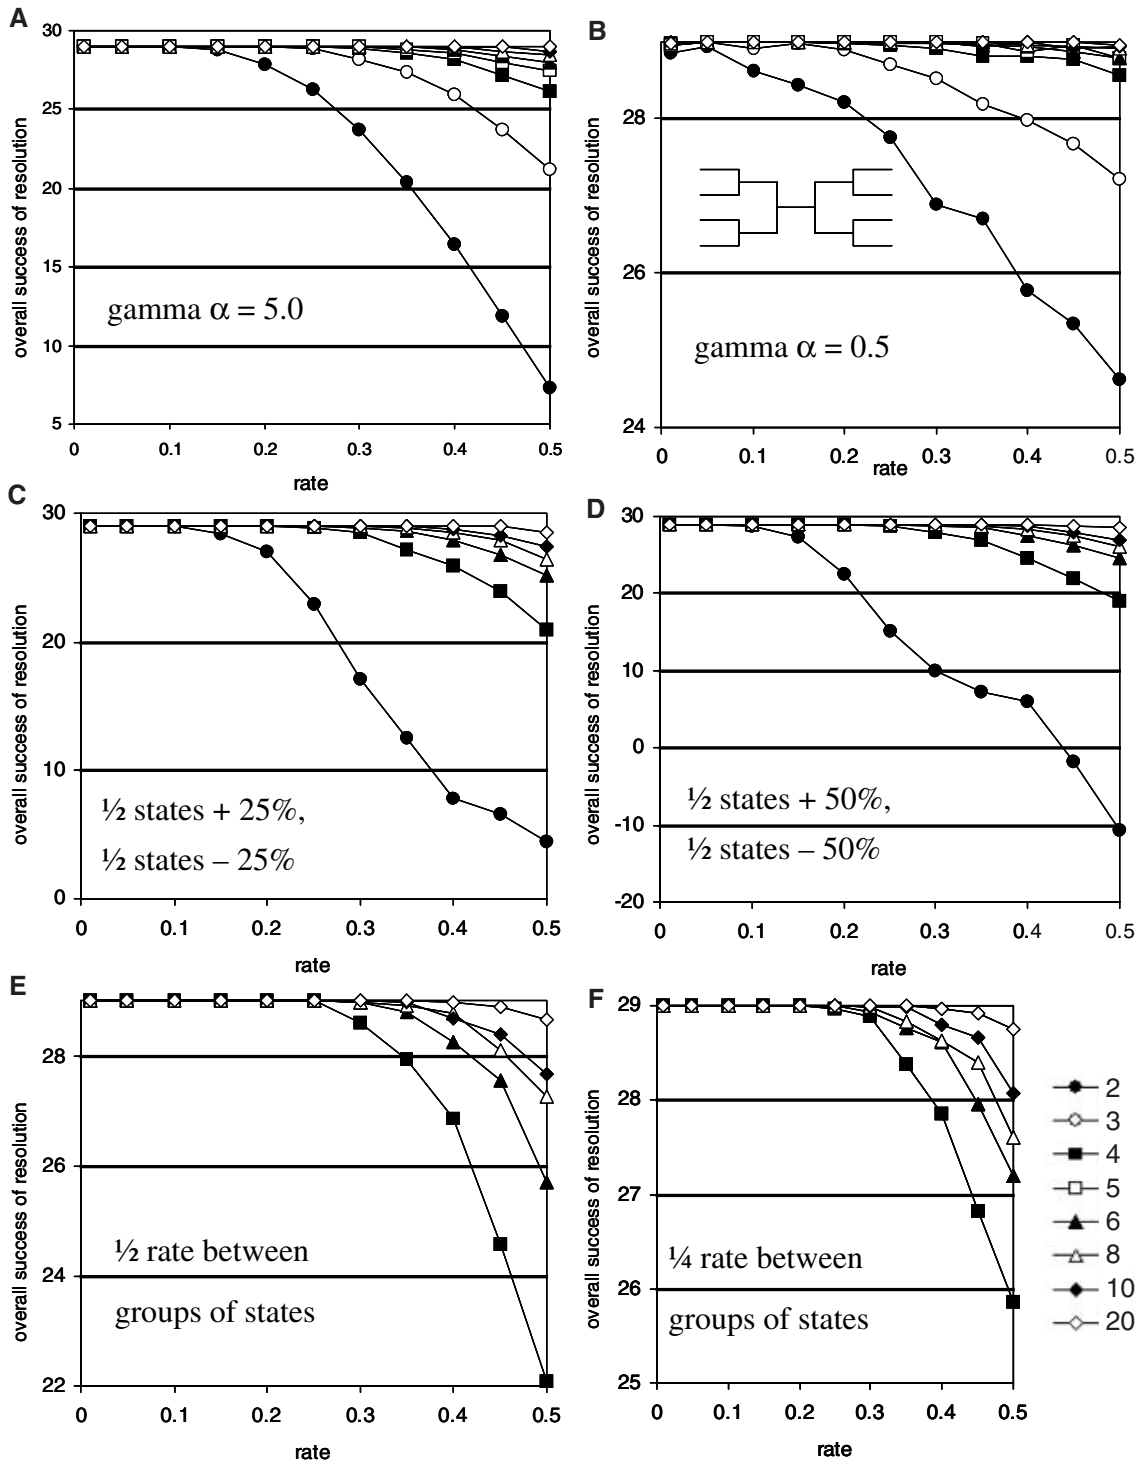 A
30
25
20
15
10
5
0
0.1
0.2
0.3
0.4
0.5
rate
overall success of resolution
gamma α = 5.0
B
28
26
24
0
0.1
0.2
0.3
0.4
0.5
rate
overall success of resolution
gamma α = 0.5
C
30
20
10
0
0
0.1
0.2
0.3
0.4
0.5
rate
overall success of resolution
½ states + 25%,
½ states – 25%
D
30
20
10
0
-10
-20
0
0.1
0.2
0.3
0.4
0.5
rate
overall success of resolution
½ states + 50%,
½ states – 50%
E
28
26
24
22
0
0.1
0.2
0.3
0.4
0.5
rate
overall success of resolution
½ rate between
groups of states
F
29
28
27
26
25
0
0.1
0.2
0.3
0.4
0.5
rate
overall success of resolution
¼ rate between
groups of states
2
3
4
5
6
8
10
20